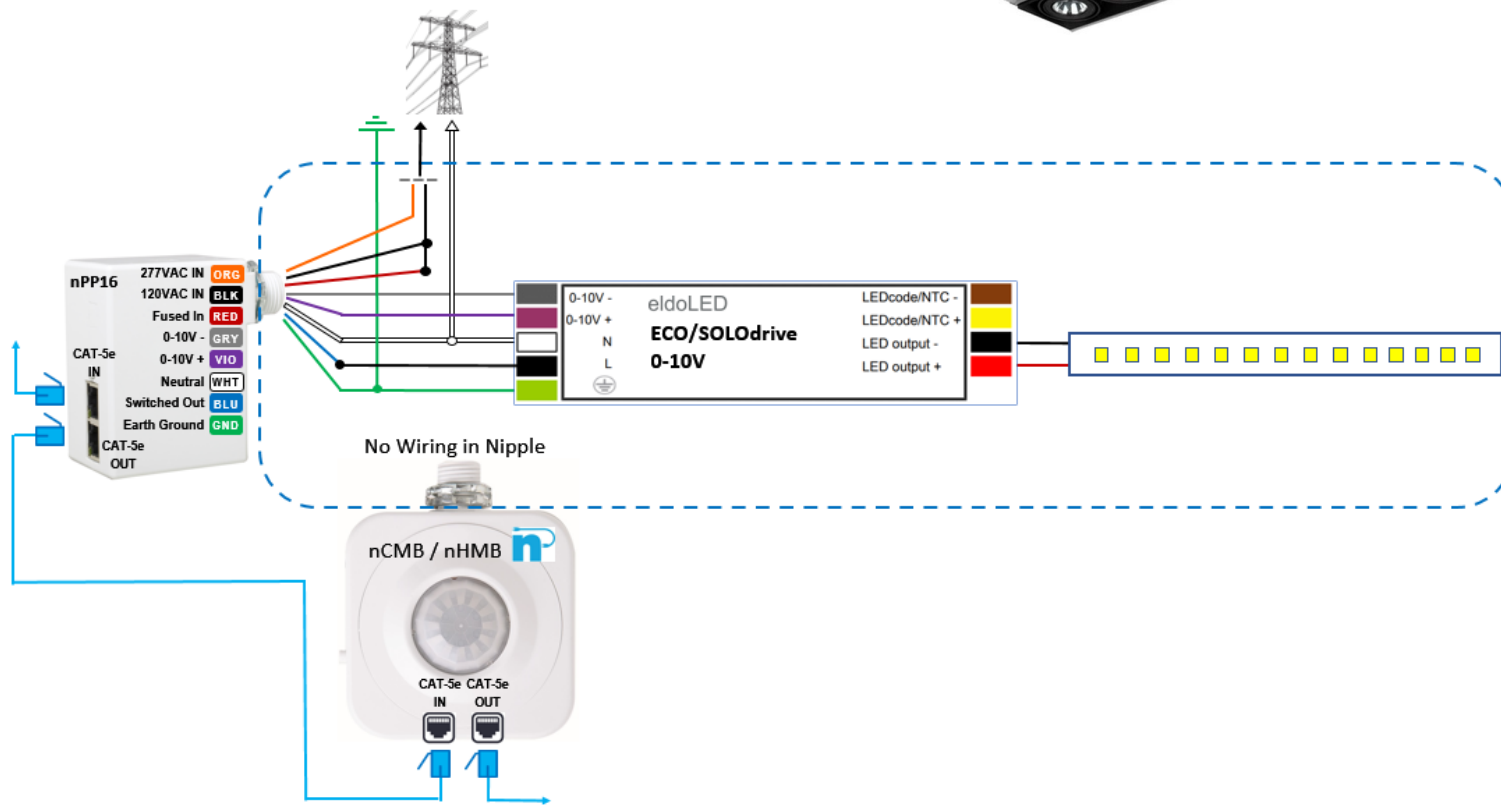 nPP16
277VAC IN ORG
120VAC IN BLK
Fused In RED
0-10V - GRY
0-10V + VIO
Neutral WHT
Switched Out BLU
Earth Ground GND
CAT-5e
IN
CAT-5e
OUT
0-10V -
0-10V +
N
L
eldoLED
ECO/SOLOdrive
0-10V
LEDcode/NTC -
LEDcode/NTC +
LED output -
LED output +
No Wiring in Nipple
nCMB / nHMB n
CAT-5e CAT-5e
IN OUT